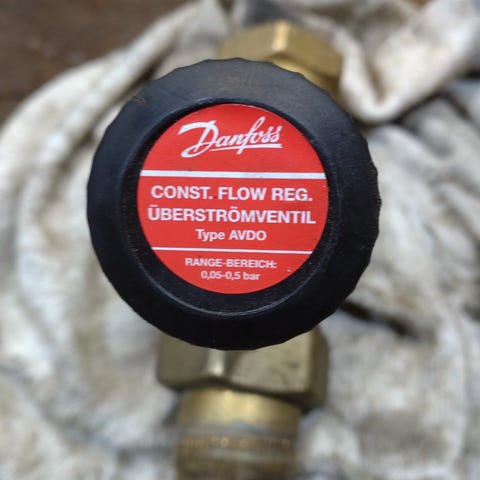 Danfoss
CONST. FLOW REG.
ÜBERSTRÖMVENTIL
Type AVDO
RANGE-BEREICH:
0,05-0,5 bar